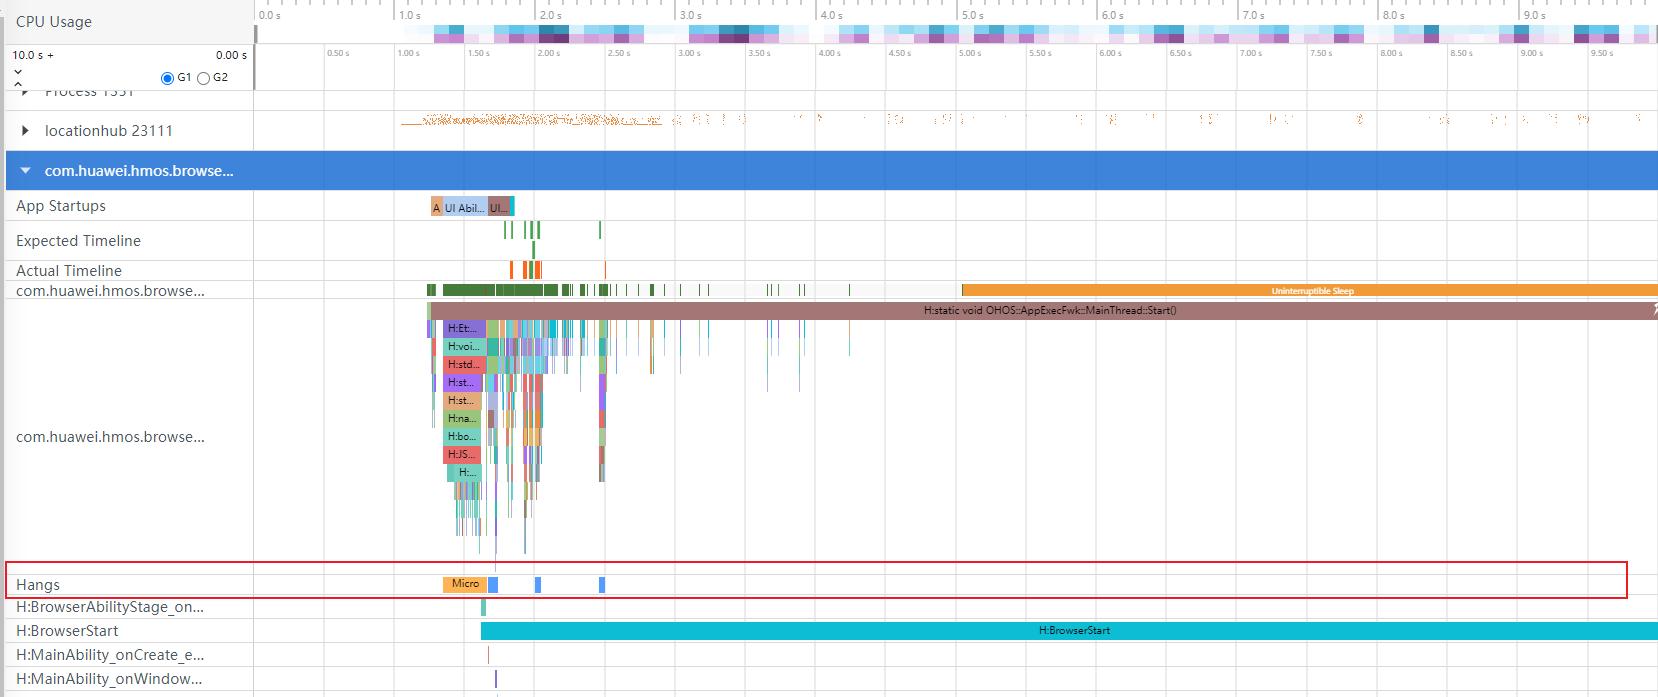 CPU Usage
0.0 s 1.0 s 2.0 s 3.0 s 4.0 s 5.0 s 6.0 s 7.0 s 8.0 s 9.0 s
10.0 s + 0.00 s
0.50 s 1.00 s 1.50 s 2.00 s 2.50 s 3.00 s 3.50 s 4.00 s 4.50 s 5.00 s 5.50 s 6.00 s 6.50 s 7.00 s 7.50 s 8.00 s 8.50 s 9.00 s 9.50 s
G1 G2
Process 1351
locationhub 23111
com.huawei.hmos.browse...
App Startups A UI Abil... UI...
Expected Timeline
Actual Timeline
com.huawei.hmos.browse... Uninterruptible Sleep
H:static void OHOS::AppExecFwk::MainThread::Start()
H:Et:...
H:voi...
H:std...
H:st...
H:st...
H:na...
com.huawei.hmos.browse... H:bo...
H:JS...
H:...
Hangs Micro
H:BrowserAbilityStage_on...
H:BrowserStart H:BrowserStart
H:MainAbility_onCreate_e...
H:MainAbility_onWindow...